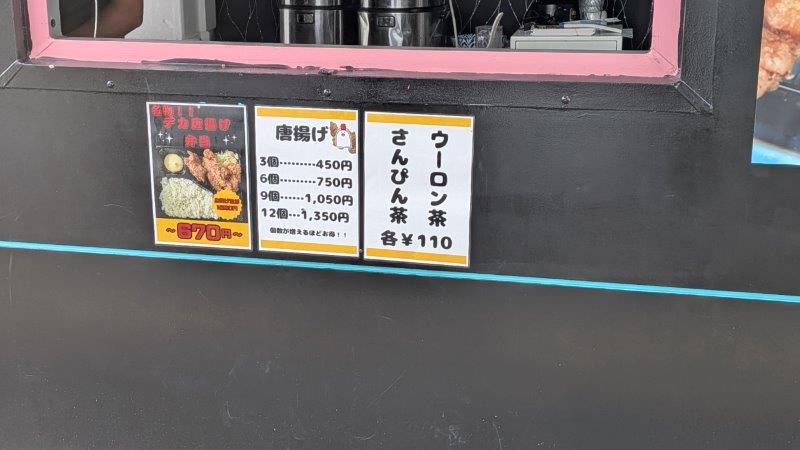 名物！！
デカ唐揚げ
弁当
～670円～
唐揚げ
3個………450円
6個………750円
9個………1,050円
12個…1,350円
個数が増えるほどお得！！
ウーロン茶
さんぴん茶
各￥110